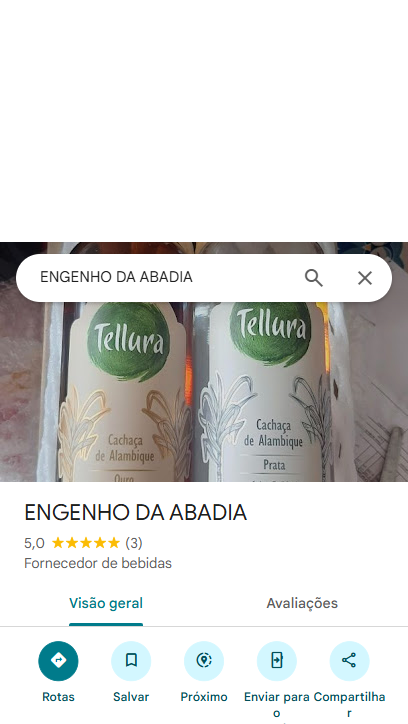 ENGENHO DA ABADIA
Tellura
Cachaça
de Alambique
Ouro
Tellura
Cachaça
de Alambique
Prata
ENGENHO DA ABADIA
5,0 ★★★★★ (3)
Fornecedor de bebidas
Visão geral
Avaliações
Rotas
Salvar
Próximo
Enviar para
o
Compartilha
r